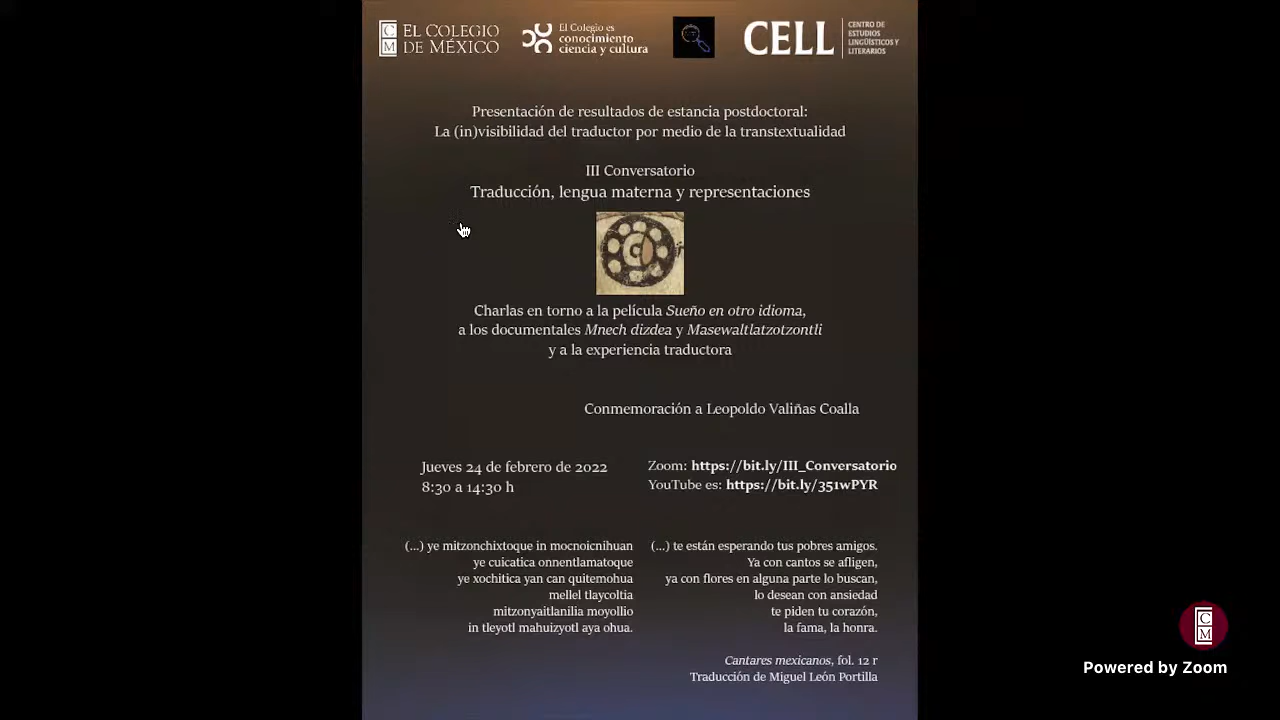 EL COLEGIO
DE MÉXICO
El Colegio es
conocimiento
ciencia y cultura
CELL
CENTRO DE
ESTUDIOS
LINGÜÍSTICOS Y
LITERARIOS
Presentación de resultados de estancia postdoctoral:
La (in)visibilidad del traductor por medio de la transtextualidad
III Conversatorio
Traducción, lengua materna y representaciones
Charlas en torno a la película Sueño en otro idioma,
a los documentales Mnech dizdea y Masewaltlatzotzontli
y a la experiencia traductora
Conmemoración a Leopoldo Valiñas Coalla
Jueves 24 de febrero de 2022
8:30 a 14:30 h
Zoom: https://bit.ly/III_Conversatorio
YouTube es: https://bit.ly/351wPYR
(...) ye mitzonchixtoque in mocnoicnihuan
ye cuicatica onnentlamatoque
ye xochitica yan can quitemohua
mellel tlaycoltia
mitzonyaitlanilia moyollio
in tleyotl mahuizyotl aya ohua.
(...) te están esperando tus pobres amigos.
Ya con cantos se afligen,
ya con flores en alguna parte lo buscan,
lo desean con ansiedad
te piden tu corazón,
la fama, la honra.
Cantares mexicanos, fol. 12 r
Traducción de Miguel León Portilla
CM
Powered by Zoom